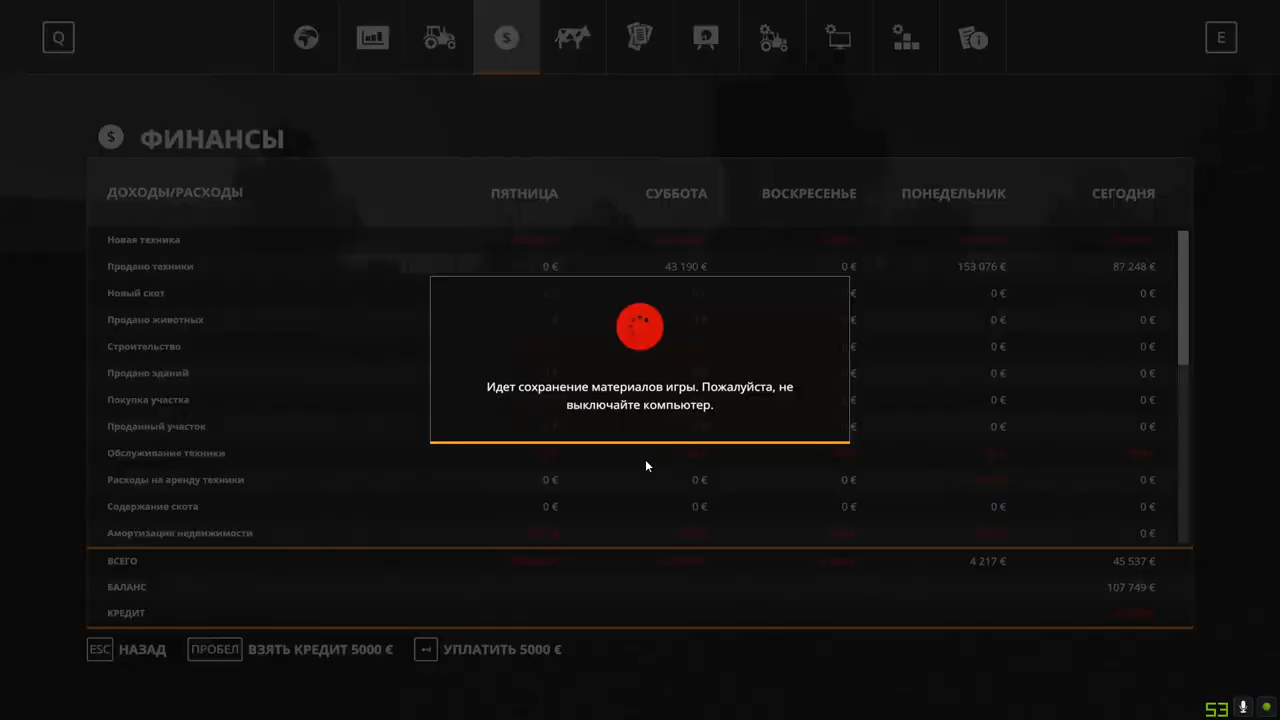 Q
$
E
$ ФИНАНСЫ
ДОХОДЫ/РАСХОДЫ ПЯТНИЦА СУББОТА ВОСКРЕСЕНЬЕ ПОНЕДЕЛЬНИК СЕГОДНЯ
Новая техника
Продано техники 0 € 43 190 € 0 € 153 076 € 87 248 €
Новый скот € 0 € 0 €
Продано животных € 0 € 0 €
Строительство € 0 € 0 €
Продано зданий € 0 € 0 €
Покупка участка € 0 € 0 €
Проданный участок € 0 € 0 €
Обслуживание техники
Расходы на аренду техники 0 € 0 € 0 € 0 €
Содержание скота 0 € 0 € 0 € 0 € 0 €
Амортизация недвижимости 0 €
Идет сохранение материалов игры. Пожалуйста, не
выключайте компьютер.
ВСЕГО 4 217 € 45 537 €
БАЛАНС 107 749 €
КРЕДИТ
ESC НАЗАД ПРОБЕЛ ВЗЯТЬ КРЕДИТ 5000 € УПЛАТИТЬ 5000 €
53